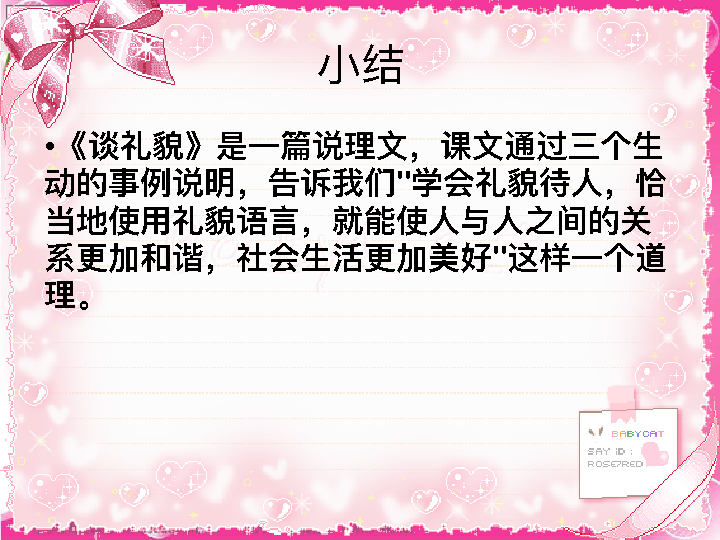 小结
•《谈礼貌》是一篇说理文，课文通过三个生
动的事例说明，告诉我们"学会礼貌待人，恰
当地使用礼貌语言，就能使人与人之间的关
系更加和谐，社会生活更加美好"这样一个道
理。
BABYCAT
SAY ID :
ROSE7RED